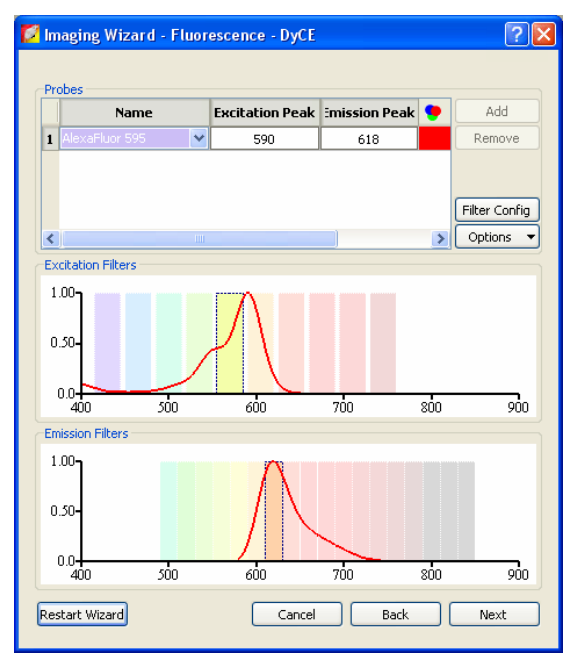 Imaging Wizard - Fluorescence - DyCE
Probes
Name Excitation Peak Emission Peak
1 AlexaFluor 595 590 618
Add
Remove
Filter Config
Options
Excitation Filters
1.00
0.50
0.0
400 500 600 700 800 900
Emission Filters
1.00
0.50
0.0
400 500 600 700 800 900
Restart Wizard Cancel Back Next